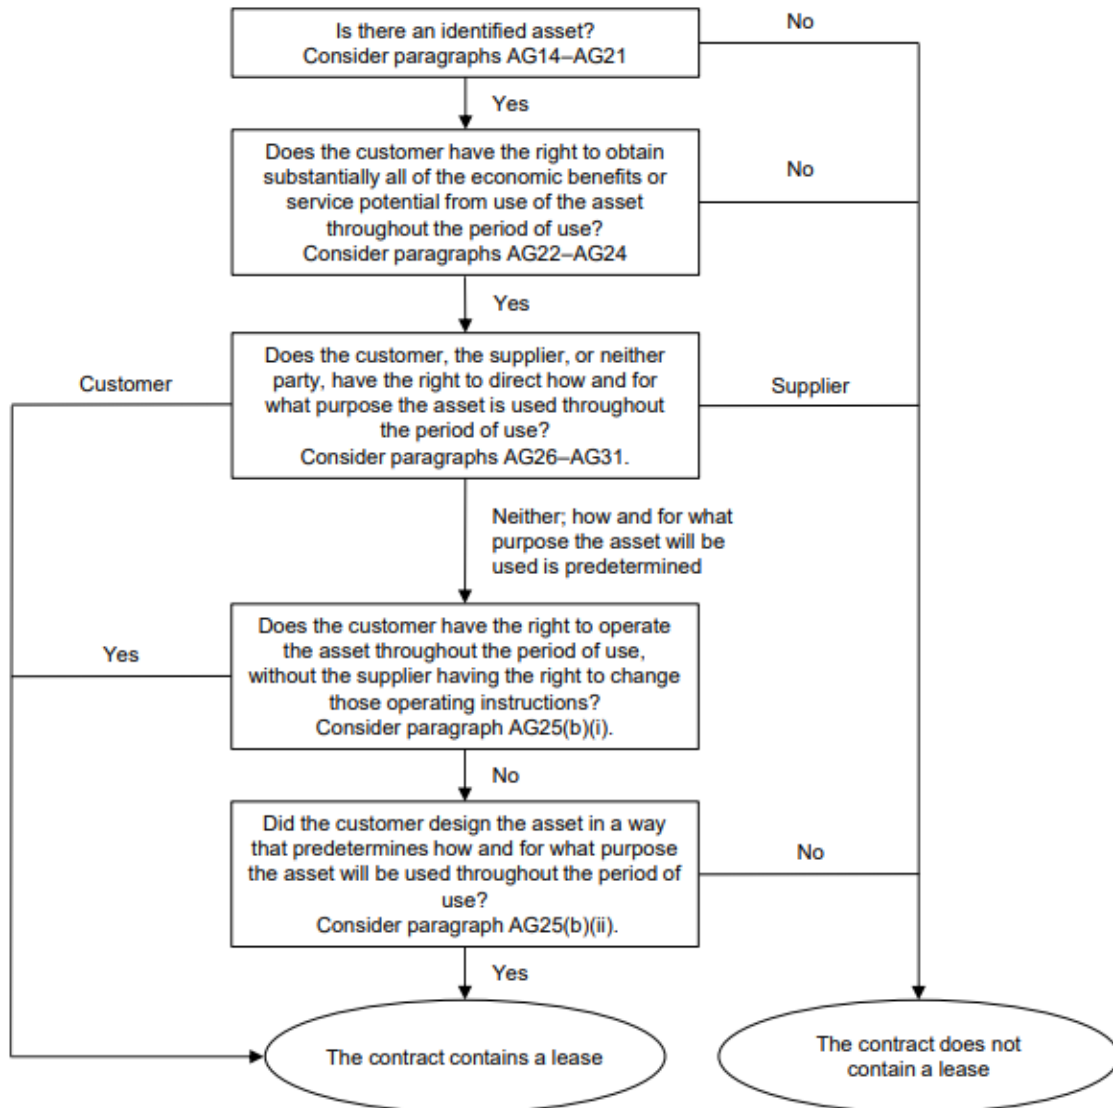 Is there an identified asset?
Consider paragraphs AG14–AG21
No
Yes
Does the customer have the right to obtain
substantially all of the economic benefits or
service potential from use of the asset
throughout the period of use?
Consider paragraphs AG22–AG24
No
Yes
Does the customer, the supplier, or neither
party, have the right to direct how and for
what purpose the asset is used throughout
the period of use?
Consider paragraphs AG26–AG31.
Customer
Supplier
Neither; how and for what
purpose the asset will be
used is predetermined
Does the customer have the right to operate
the asset throughout the period of use,
without the supplier having the right to change
those operating instructions?
Consider paragraph AG25(b)(i).
Yes
No
Did the customer design the asset in a way
that predetermines how and for what purpose
the asset will be used throughout the period of
use?
Consider paragraph AG25(b)(ii).
No
Yes
The contract contains a lease
The contract does not
contain a lease